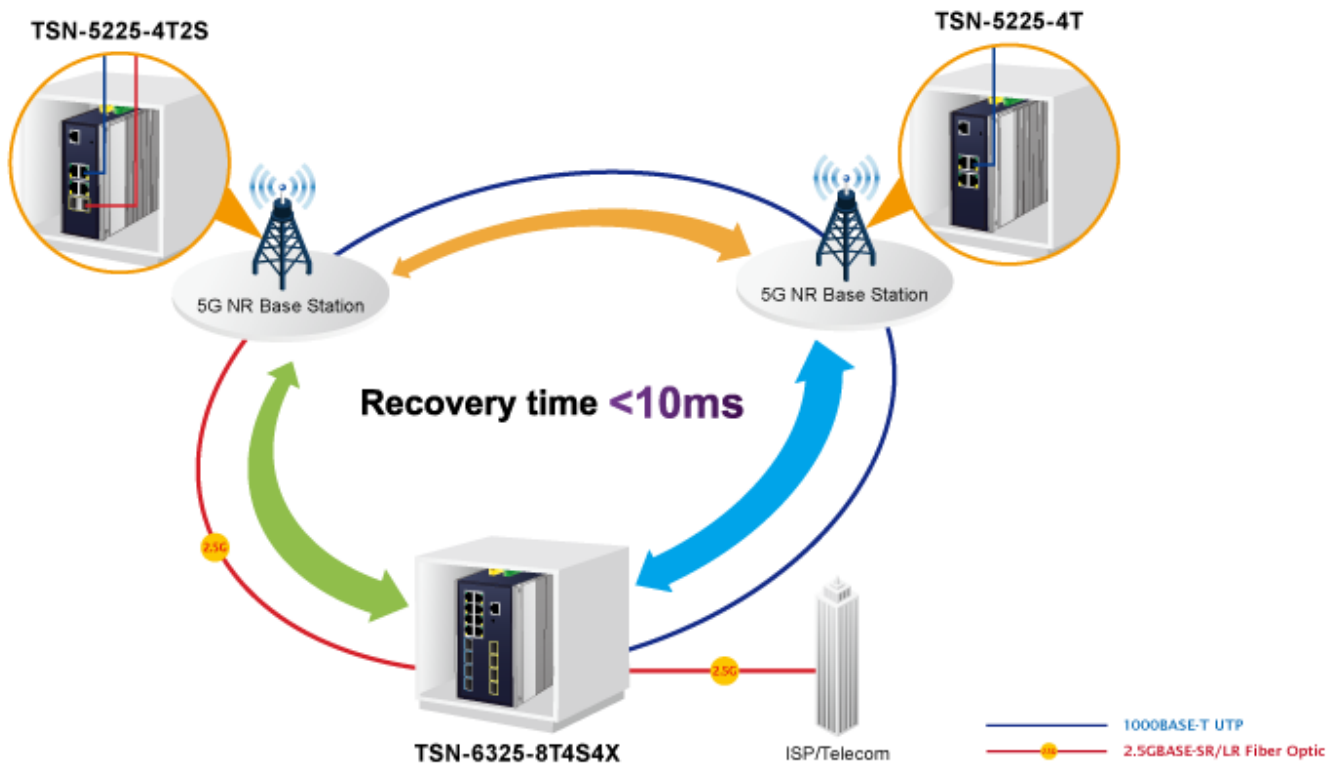 TSN-5225-4T2S
TSN-5225-4T
5G NR Base Station
5G NR Base Station
Recovery time <10ms
2.5G
2.5G
TSN-6325-8T4S4X
ISP/Telecom
1000BASE-T UTP
2.5GBASE-SR/LR Fiber Optic